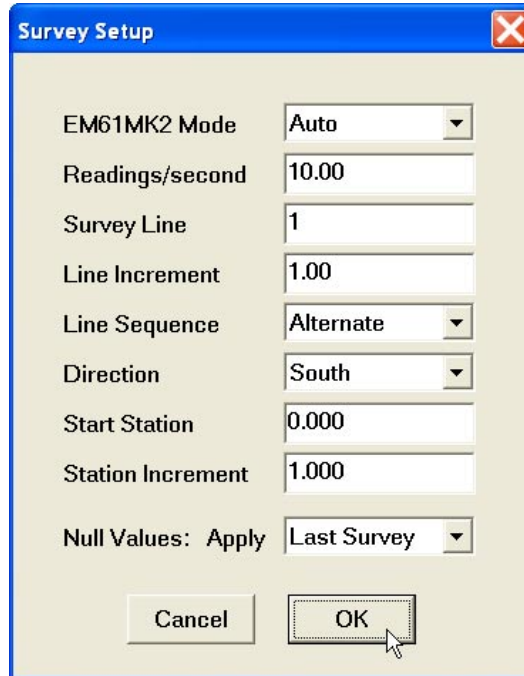 Survey Setup
EM61MK2 Mode Auto
Readings/second 10.00
Survey Line 1
Line Increment 1.00
Line Sequence Alternate
Direction South
Start Station 0.000
Station Increment 1.000
Null Values: Apply Last Survey
Cancel OK